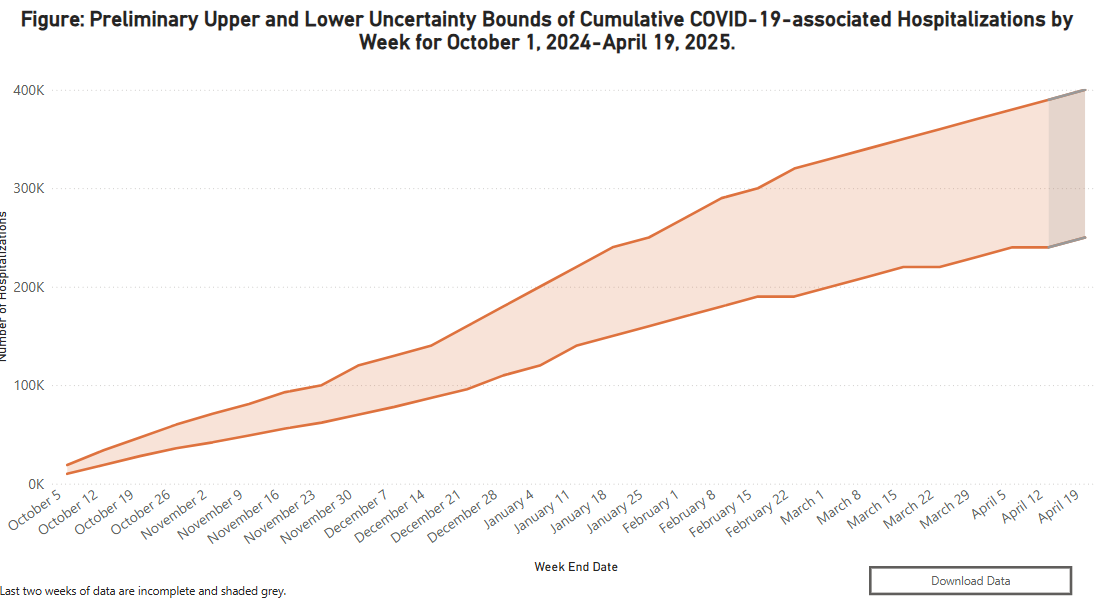 Figure: Preliminary Upper and Lower Uncertainty Bounds of Cumulative COVID-19-associated Hospitalizations by
Week for October 1, 2024-April 19, 2025.
400K
300K
200K
100K
0K
Number of Hospitalizations
October 5
October 12
October 19
October 26
November 2
November 9
November 16
November 23
November 30
December 7
December 14
December 21
December 28
January 4
January 11
January 18
January 25
February 1
February 8
February 15
February 22
March 1
March 8
March 15
March 22
March 29
April 5
April 12
April 19
Week End Date
Last two weeks of data are incomplete and shaded grey.
Download Data